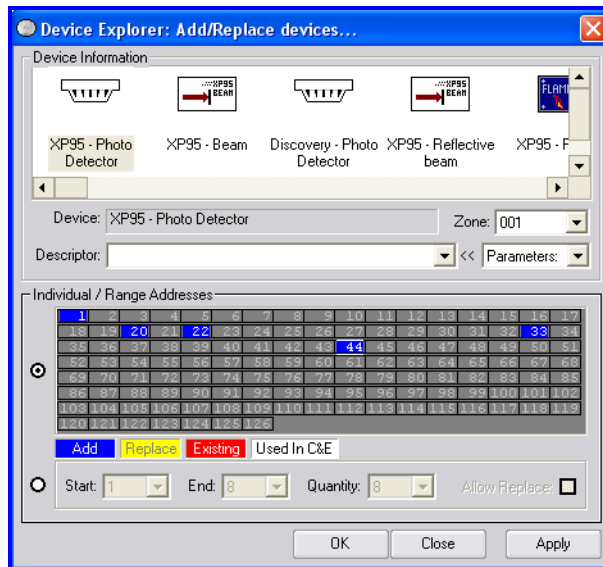 Device Explorer: Add/Replace devices...
Device Information
XP95 BEAM
XP95 BEAM
FLAM
XP95 - Photo Detector
XP95 - Beam
Discovery - Photo Detector
XP95 - Reflective beam
XP95 - F
Device: XP95 - Photo Detector Zone: 001
Descriptor: << Parameters:
Individual / Range Addresses
1 2 3 4 5 6 7 8 9 10 11 12 13 14 15 16 17
18 19 20 21 22 23 24 25 26 27 28 29 30 31 32 33 34
35 36 37 38 39 40 41 42 43 44 45 46 47 48 49 50 51
52 53 54 55 56 57 58 59 60 61 62 63 64 65 66 67 68
69 70 71 72 73 74 75 76 77 78 79 80 81 82 83 84 85
86 87 88 89 90 91 92 93 94 95 96 97 98 99 100 101 102
103 104 105 106 107 108 109 110 111 112 113 114 115 116 117 118 119
120 121 122 123 124 125 126
Add Replace Existing Used In C&E
Start: 1 End: 8 Quantity: 8 Allow Replace:
OK Close Apply